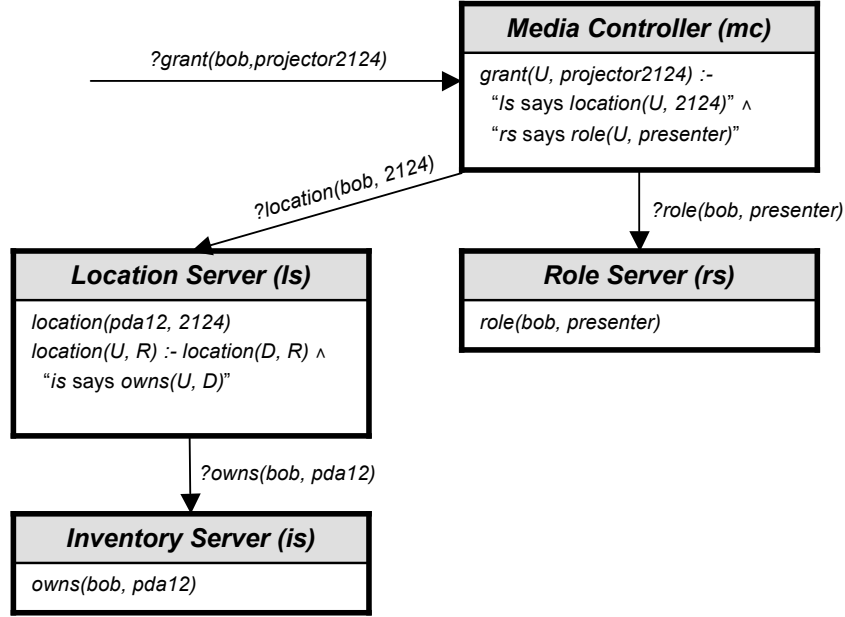 Media Controller (mc)
?grant(bob,projector2124)
grant(U, projector2124) :-
“ls says location(U, 2124)” ∧
“rs says role(U, presenter)”
?location(bob, 2124)
?role(bob, presenter)
Location Server (ls)
location(pda12, 2124)
location(U, R) :- location(D, R) ∧
“is says owns(U, D)”
Role Server (rs)
role(bob, presenter)
?owns(bob, pda12)
Inventory Server (is)
owns(bob, pda12)